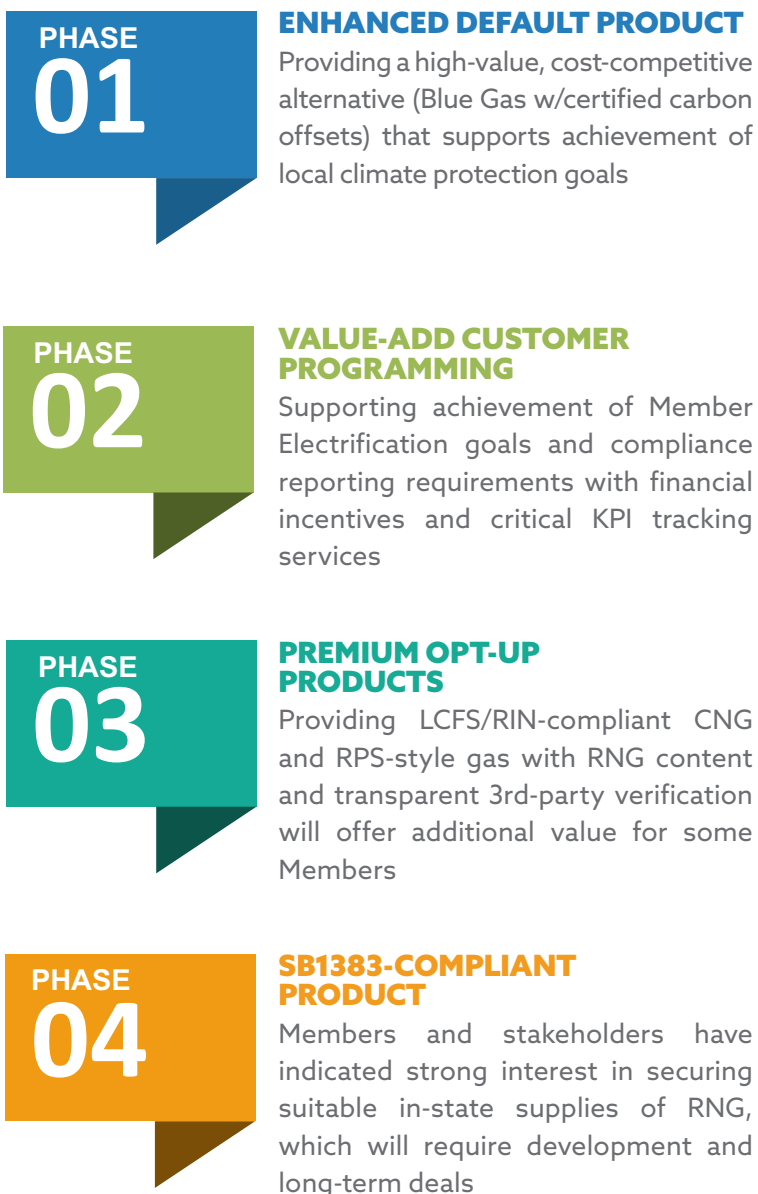 PHASE
01
ENHANCED DEFAULT PRODUCT
Providing a high-value, cost-competitive
alternative (Blue Gas w/certified carbon
offsets) that supports achievement of
local climate protection goals
PHASE
02
VALUE-ADD CUSTOMER
PROGRAMMING
Supporting achievement of Member
Electrification goals and compliance
reporting requirements with financial
incentives and critical KPI tracking
services
PHASE
03
PREMIUM OPT-UP
PRODUCTS
Providing LCFS/RIN-compliant CNG
and RPS-style gas with RNG content
and transparent 3rd-party verification
will offer additional value for some
Members
PHASE
04
SB1383-COMPLIANT
PRODUCT
Members and stakeholders have
indicated strong interest in securing
suitable in-state supplies of RNG,
which will require development and
long-term deals